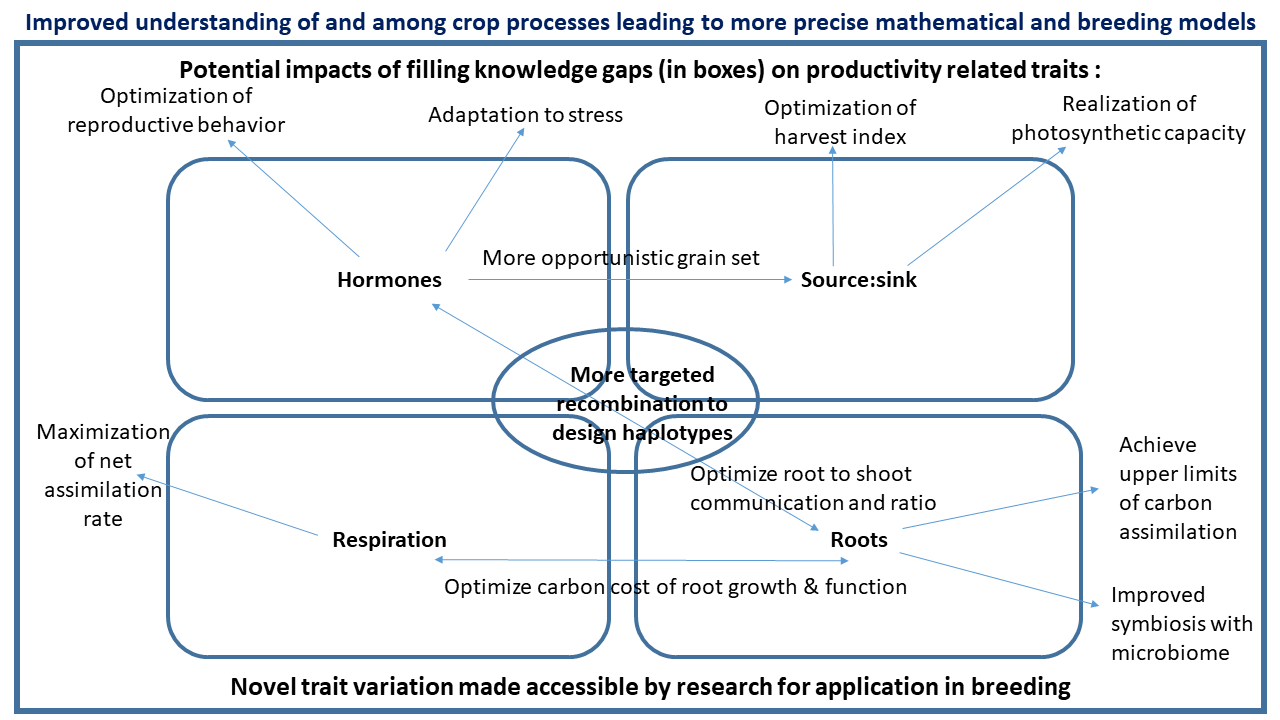 Improved understanding of and among crop processes leading to more precise mathematical and breeding models
Potential impacts of filling knowledge gaps (in boxes) on productivity related traits :
Optimization of
reproductive behavior
Adaptation to stress
Optimization of
harvest index
Realization of
photosynthetic capacity
Hormones
More opportunistic grain set
Source:sink
More targeted
recombination to
design haplotypes
Maximization
of net
assimilation
rate
Respiration
Optimize root to shoot
communication and ratio
Roots
Optimize carbon cost of root growth & function
Achieve
upper limits
of carbon
assimilation
Improved
symbiosis with
microbiome
Novel trait variation made accessible by research for application in breeding